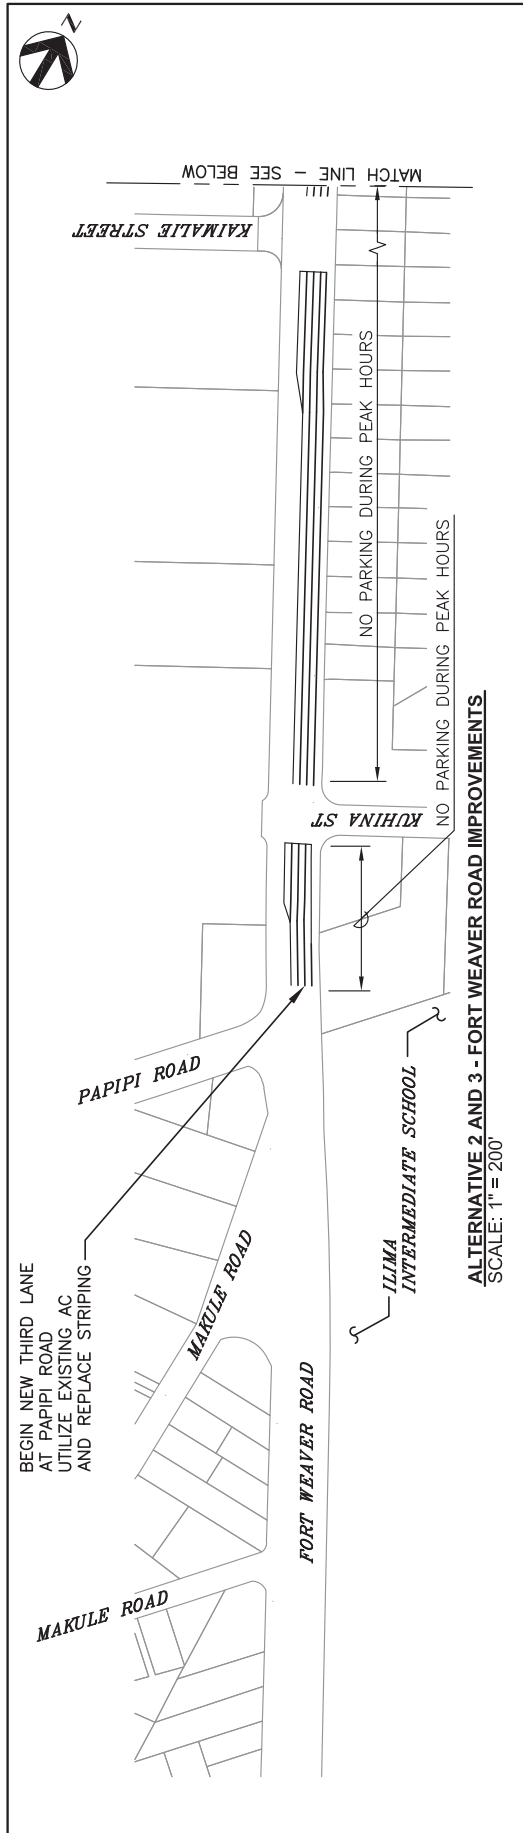 Z
MATCH LINE – SEE BELOW
KAIMALIE STREET
NO PARKING DURING PEAK HOURS
NO PARKING DURING PEAK HOURS
KUHINA ST
PAPIPI ROAD
BEGIN NEW THIRD LANE
AT PAPIPI ROAD
UTILIZE EXISTING AC
AND REPLACE STRIPING
MAKULE ROAD
MAKULE ROAD
FORT WEAVER ROAD
ILIMA
INTERMEDIATE SCHOOL
ALTERNATIVE 2 AND 3 - FORT WEAVER ROAD IMPROVEMENTS
SCALE: 1" = 200'